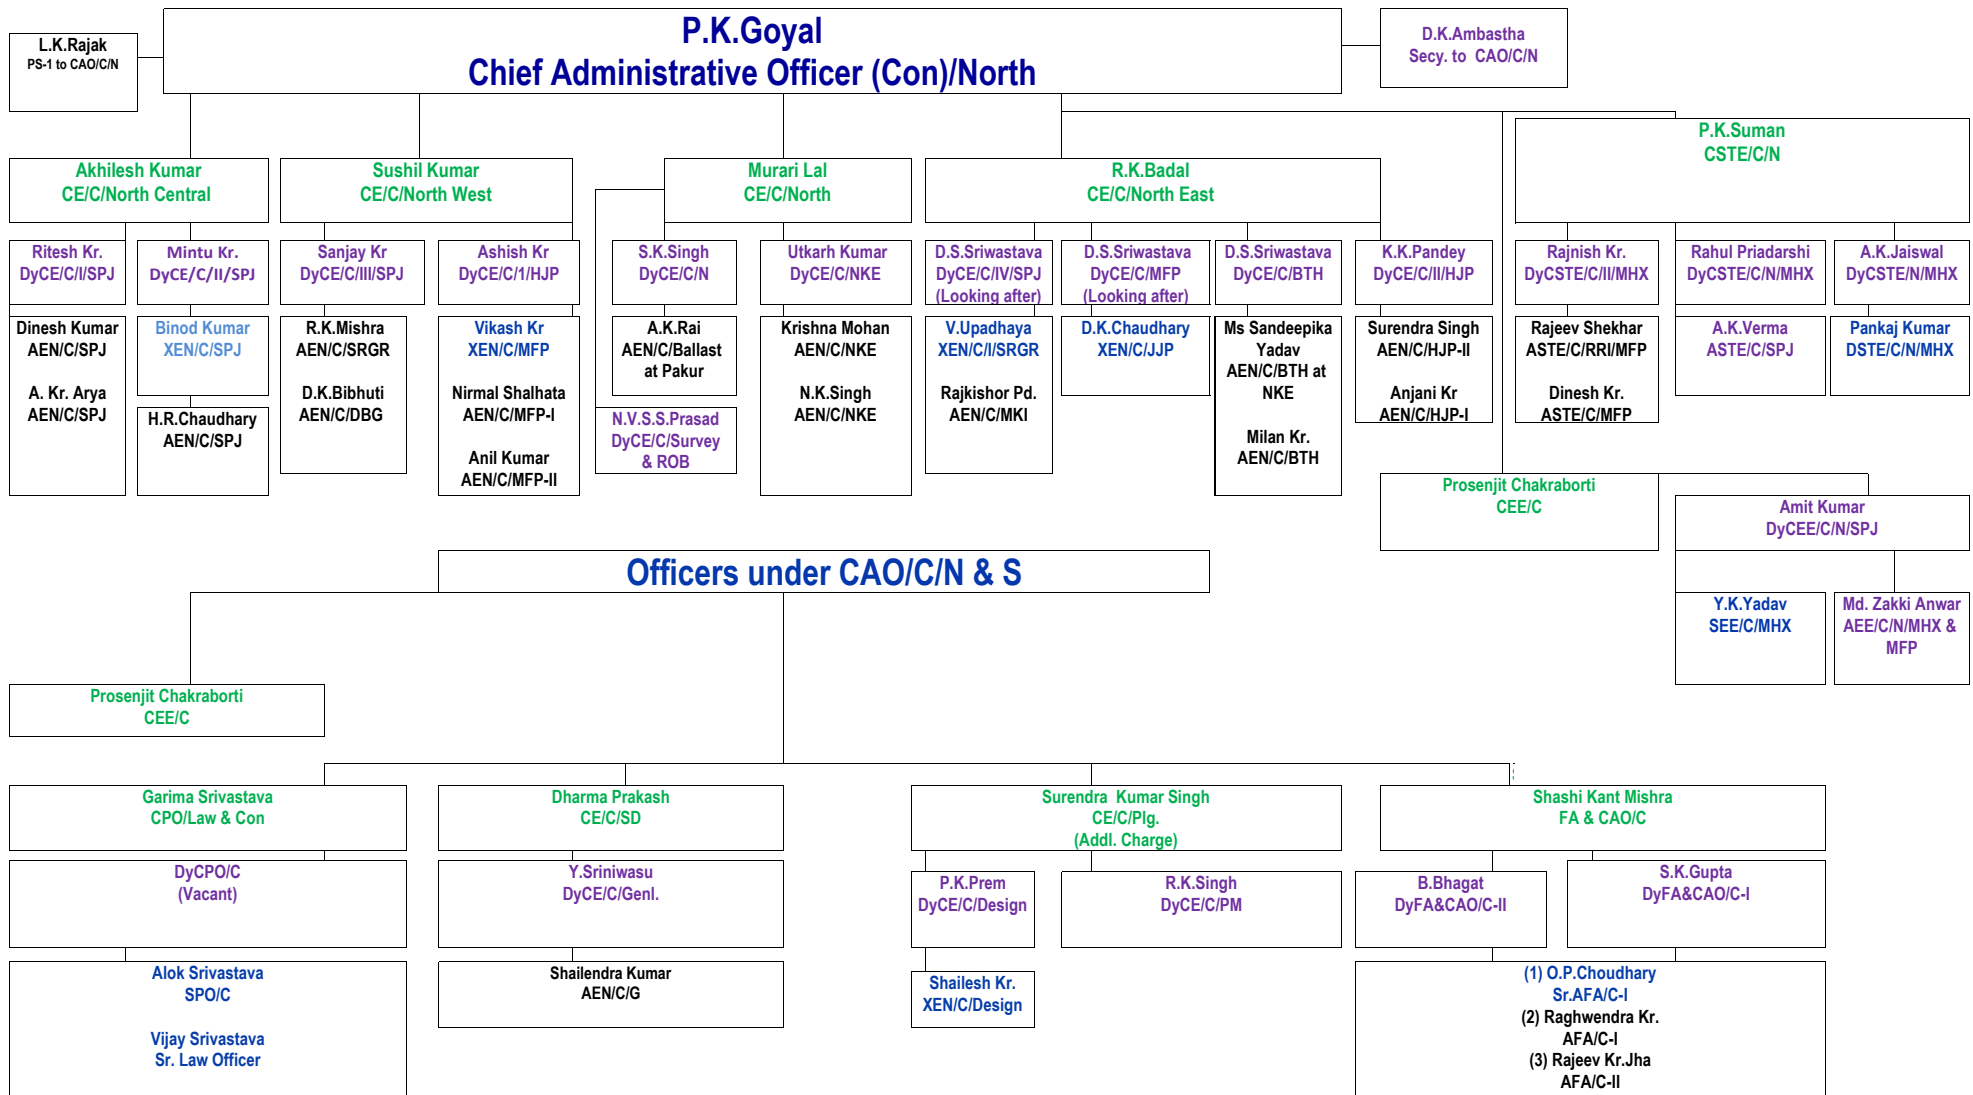 L.K.Rajak
PS-1 to CAO/C/N
P.K.Goyal
Chief Administrative Officer (Con)/North
D.K.Ambastha
Secy. to CAO/C/N
P.K.Suman
CSTE/C/N
Akhilesh Kumar
CE/C/North Central
Sushil Kumar
CE/C/North West
Murari Lal
CE/C/North
R.K.Badal
CE/C/North East
Ritesh Kr.
DyCE/C/I/SPJ
Mintu Kr.
DyCE/C/II/SPJ
Sanjay Kr
DyCE/C/III/SPJ
Ashish Kr
DyCE/C/1/HJP
S.K.Singh
DyCE/C/N
Utkarh Kumar
DyCE/C/NKE
D.S.Sriwastava
DyCE/C/IV/SPJ
(Looking after)
D.S.Sriwastava
DyCE/C/MFP
(Looking after)
D.S.Sriwastava
DyCE/C/BTH
K.K.Pandey
DyCE/C/II/HJP
Rajnish Kr.
DyCSTE/C/II/MHX
Rahul Priadarshi
DyCSTE/C/N/MHX
A.K.Jaiswal
DyCSTE/N/MHX
Dinesh Kumar
AEN/C/SPJ
A. Kr. Arya
AEN/C/SPJ
Binod Kumar
XEN/C/SPJ
H.R.Chaudhary
AEN/C/SPJ
R.K.Mishra
AEN/C/SRGR
D.K.Bibhuti
AEN/C/DBG
Vikash Kr
XEN/C/MFP
Nirmal Shalhata
AEN/C/MFP-I
Anil Kumar
AEN/C/MFP-II
A.K.Rai
AEN/C/Ballast
at Pakur
N.V.S.S.Prasad
DyCE/C/Survey
& ROB
Krishna Mohan
AEN/C/NKE
N.K.Singh
AEN/C/NKE
V.Upadhaya
XEN/C/I/SRGR
Rajkishor Pd.
AEN/C/MKI
D.K.Chaudhary
XEN/C/JJP
Ms Sandeepika
Yadav
AEN/C/BTH at
NKE
Milan Kr.
AEN/C/BTH
Surendra Singh
AEN/C/HJP-II
Anjani Kr
AEN/C/HJP-I
Rajeev Shekhar
ASTE/C/RRI/MFP
Dinesh Kr.
ASTE/C/MFP
A.K.Verma
ASTE/C/SPJ
Pankaj Kumar
DSTE/C/N/MHX
Prosenjit Chakraborti
CEE/C
Amit Kumar
DyCEE/C/N/SPJ
Y.K.Yadav
SEE/C/MHX
Md. Zakki Anwar
AEE/C/N/MHX &
MFP
Officers under CAO/C/N & S
Prosenjit Chakraborti
CEE/C
Garima Srivastava
CPO/Law & Con
Dharma Prakash
CE/C/SD
Surendra Kumar Singh
CE/C/Plg.
(Addl. Charge)
Shashi Kant Mishra
FA & CAO/C
DyCPO/C
(Vacant)
Y.Sriniwasu
DyCE/C/Genl.
P.K.Prem
DyCE/C/Design
R.K.Singh
DyCE/C/PM
B.Bhagat
DyFA&CAO/C-II
S.K.Gupta
DyFA&CAO/C-I
Alok Srivastava
SPO/C
Vijay Srivastava
Sr. Law Officer
Shailendra Kumar
AEN/C/G
Shailesh Kr.
XEN/C/Design
(1) O.P.Choudhary
Sr.AFA/C-I
(2) Raghwendra Kr.
AFA/C-I
(3) Rajeev Kr.Jha
AFA/C-II